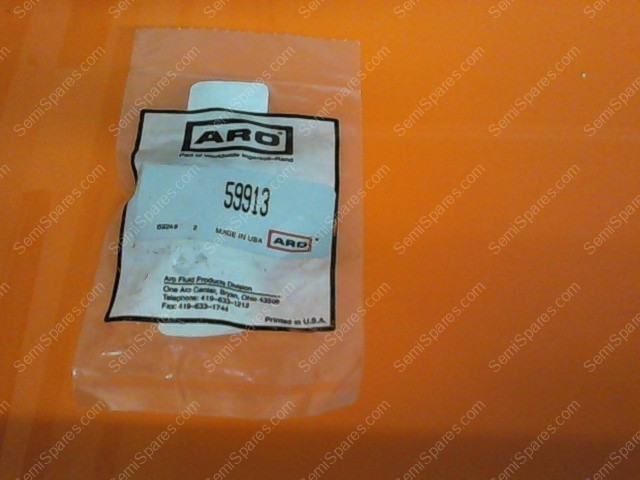 ARO®
Part of worldwide Ingersoll-Rand
59913
2 MADE IN USA ARO®
Aro Fluid Products Division
One Aro Center, Bryan, Ohio 43506
Telephone: 419-633-1212
Fax: 419-633-1744
Printed in U.S.A.
SemiSpares.com